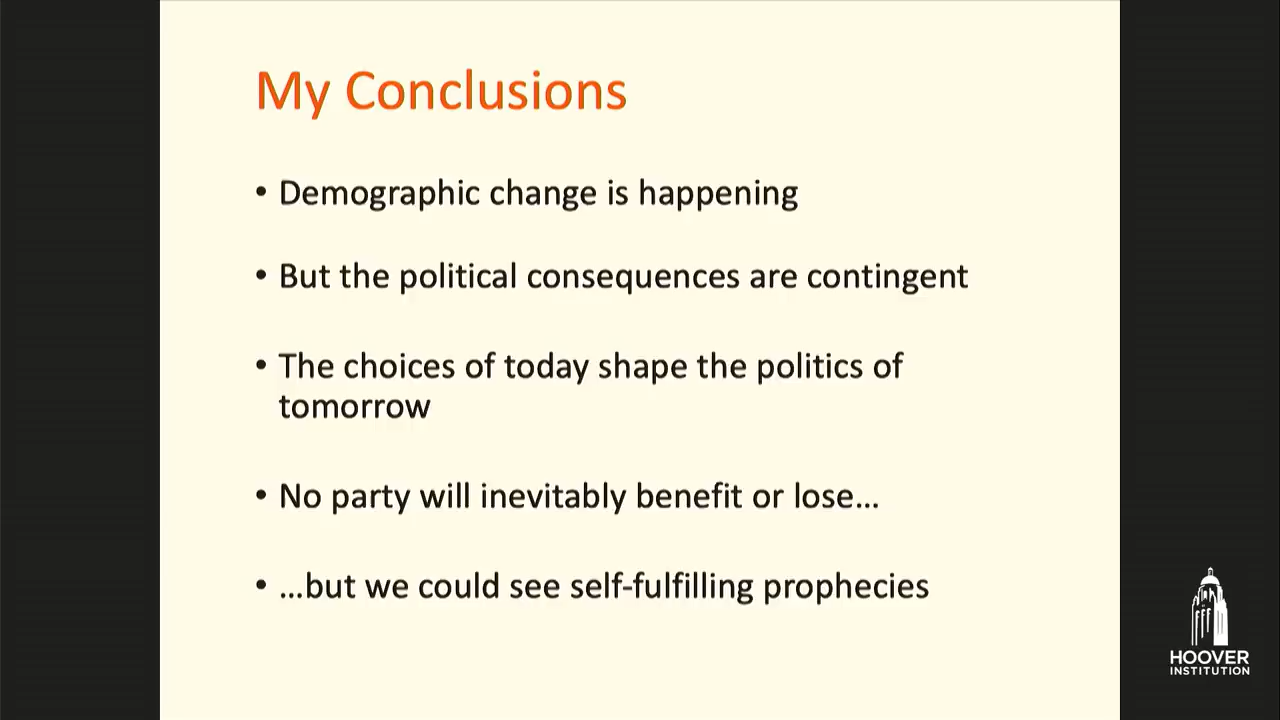 My Conclusions
• Demographic change is happening
• But the political consequences are contingent
• The choices of today shape the politics of
tomorrow
• No party will inevitably benefit or lose...
• ...but we could see self-fulfilling prophecies
HOOVER
INSTITUTION